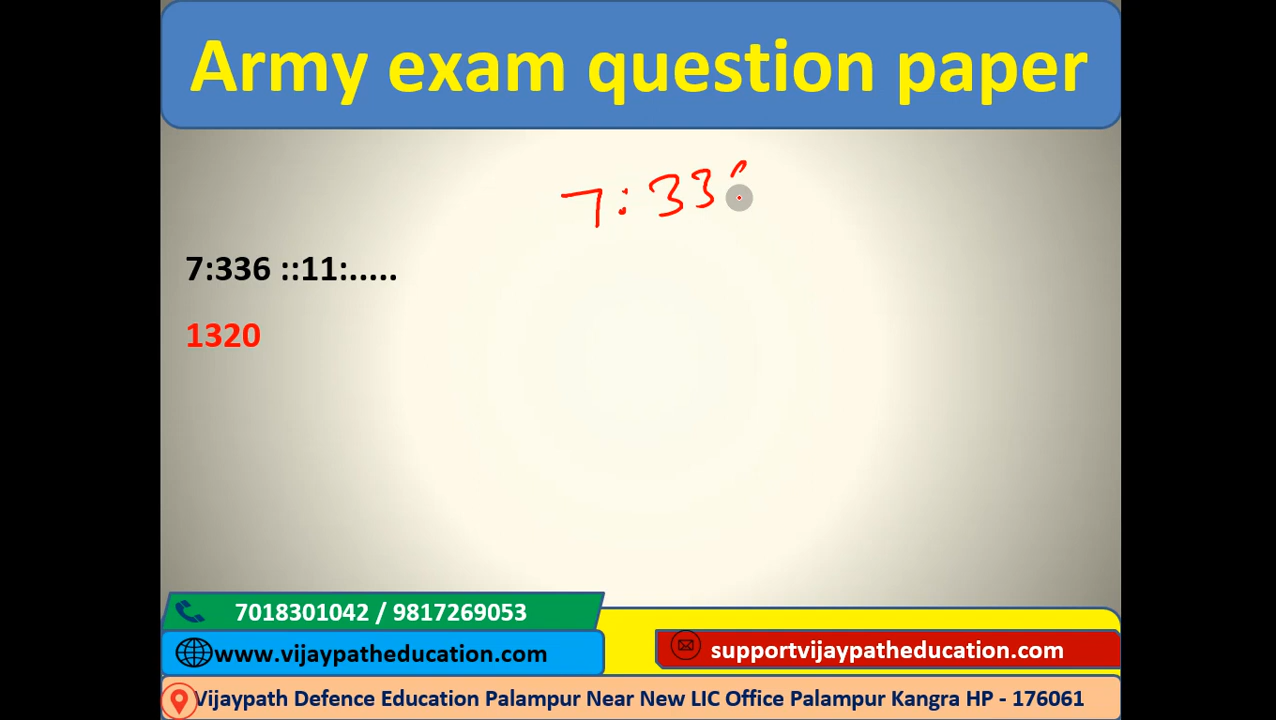 Army exam question paper
7:33
7:336 ::11:.....
1320
7018301042 / 9817269053
www.vijaypatheducation.com
supportvijaypatheducation.com
Vijaypath Defence Education Palampur Near New LIC Office Palampur Kangra HP - 176061